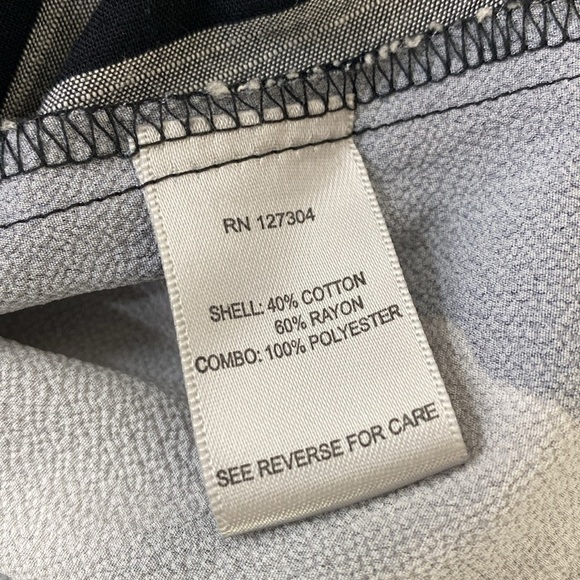 RN 127304
SHELL: 40% COTTON
60% RAYON
COMBO: 100% POLYESTER
SEE REVERSE FOR CARE